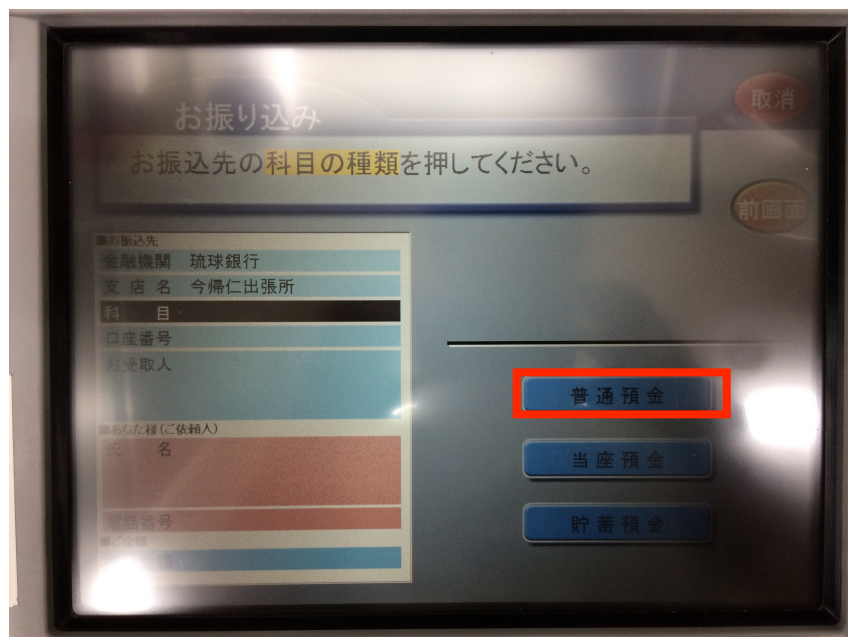 取消
お振り込み
お振込先の科目の種類を押してください。
前画面
■お振込先
金融機関 琉球銀行
支店名 今帰仁出張所
科目
口座番号
お受取人
普通預金
■あなた様(ご依頼人)
氏名
当座預金
電話番号
貯蓄預金
■ご金額